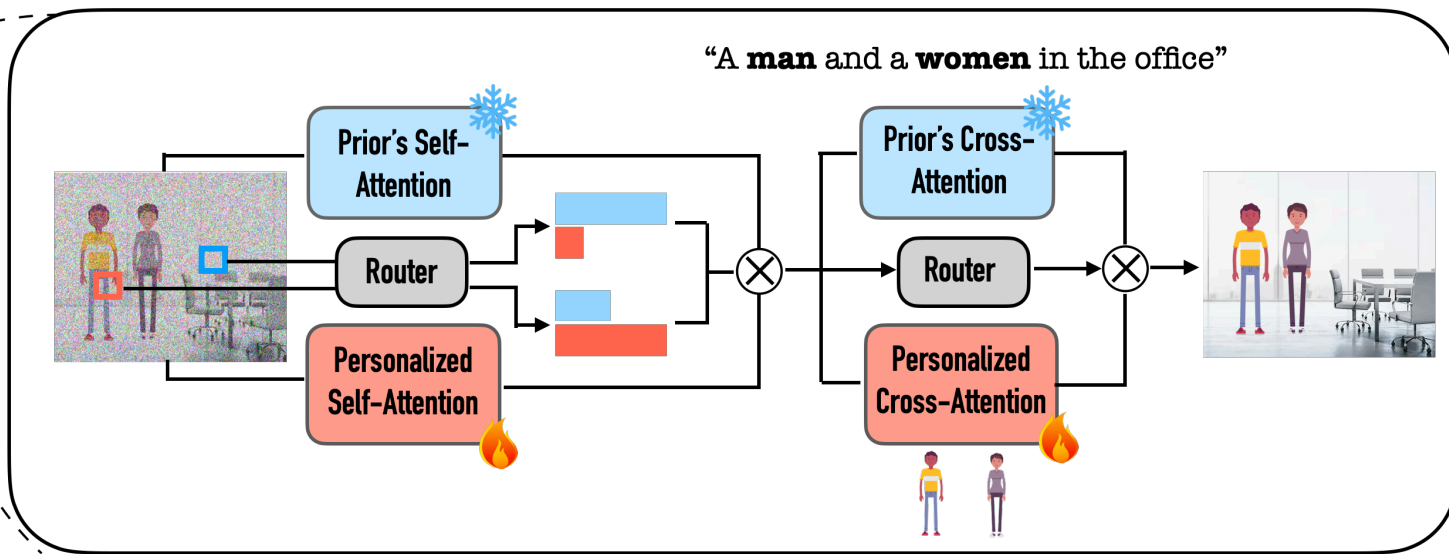 “A man and a women in the office”
Prior’s Self-
Attention
Router
Personalized
Self-Attention
Prior’s Cross-
Attention
Router
Personalized
Cross-Attention